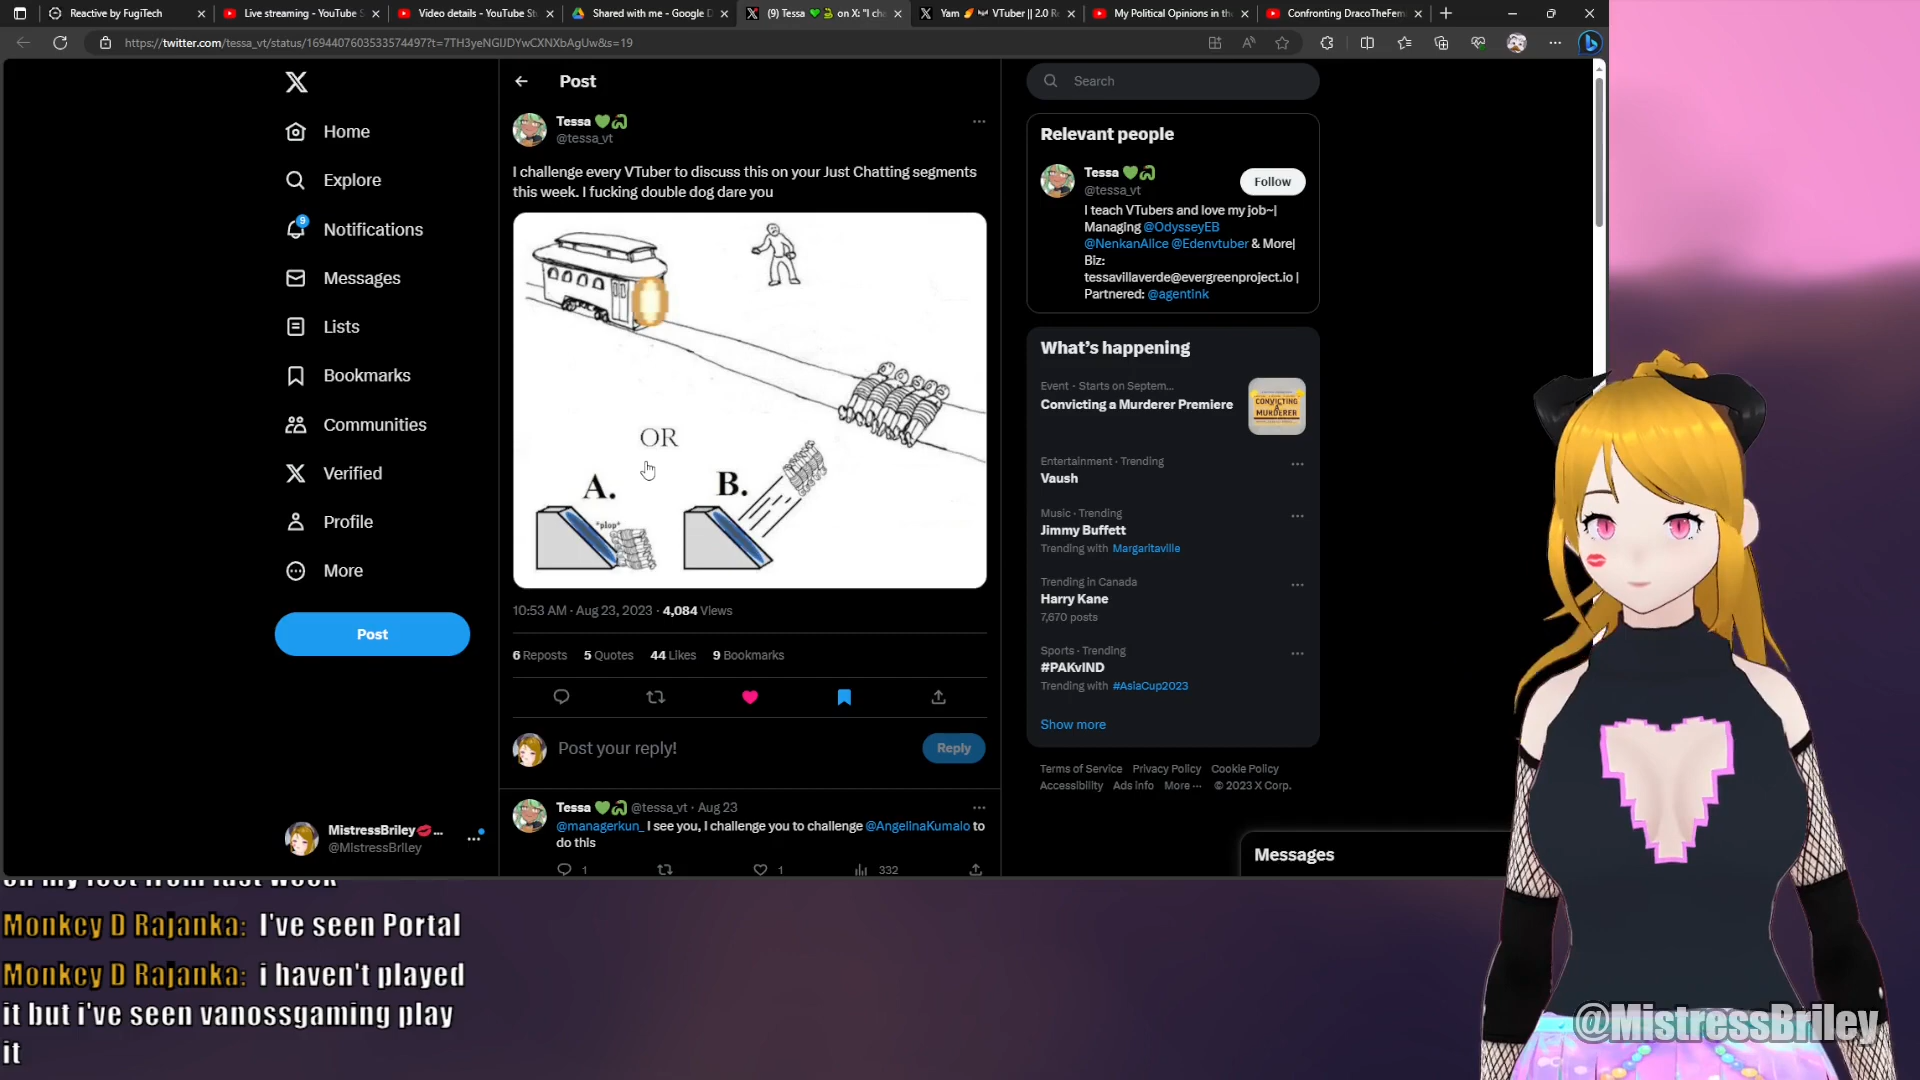 Reactive by FugiTech
Live streaming - YouTube S
Video details - YouTube St
Shared with me - Google D
(9) Tessa 💚🐍 on X: "I cha
Yam
VTuber || 2.0 R
My Political Opinions in th
Confronting DracoTheFem
https://twitter.com/tessa_vt/status/1694407603533574497?t=7TH3yeNGIJDYwCXNXbAgUw&s=19
Home
Explore
9
Notifications
Messages
Lists
Bookmarks
Communities
Verified
Profile
More
Post
MistressBriley💋...
@MistressBriley
Post
Tessa
@tessa_vt
I challenge every VTuber to discuss this on your Just Chatting segments
this week. I fucking double dog dare you
OR
A.
B.
*plop*
10:53 AM · Aug 23, 2023 · 4,084 Views
6 Reposts 5 Quotes 44 Likes 9 Bookmarks
Post your reply!
Reply
Tessa @tessa_vt · Aug 23
@managerkun_ I see you, I challenge you to challenge @AngelinaKumalo to
do this
1
1
332
Search
Relevant people
Tessa
@tessa_vt
Follow
I teach VTubers and love my job~|
Managing @OdysseyEB
@NenkanAlice @Edenvtuber & More|
Biz:
tessavillaverde@evergreenproject.io |
Partnered: @agentink
What's happening
Event · Starts on Septem...
Convicting a Murderer Premiere
CONVICTING
A
MURDERER
Entertainment · Trending
Vaush
Music · Trending
Jimmy Buffett
Trending with Margaritaville
Trending in Canada
Harry Kane
7,670 posts
Sports · Trending
#PAKvIND
Trending with #AsiaCup2023
Show more
Terms of Service Privacy Policy Cookie Policy
Accessibility Ads info More ··· © 2023 X Corp.
Messages
on my foot from last week
Monkey D Rajanka: I've seen Portal
Monkey D Rajanka: i haven't played
it but i've seen vanossgaming play
it
@MistressBriley